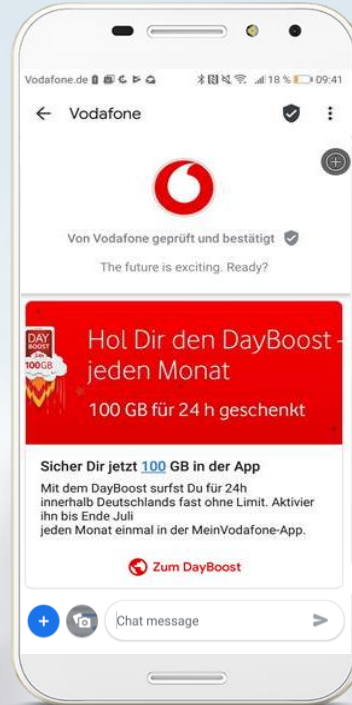 Vodafone.de 18 % 09:41
Vodafone
Von Vodafone geprüft und bestätigt
The future is exciting. Ready?
DAY
BOOST
24h
100GB
Hol Dir den DayBoost -
jeden Monat
100 GB für 24 h geschenkt
Sicher Dir jetzt 100 GB in der App
Mit dem DayBoost surfst Du für 24h
innerhalb Deutschlands fast ohne Limit. Aktivier
ihn bis Ende Juli
jeden Monat einmal in der MeinVodafone-App.
Zum DayBoost
Chat message